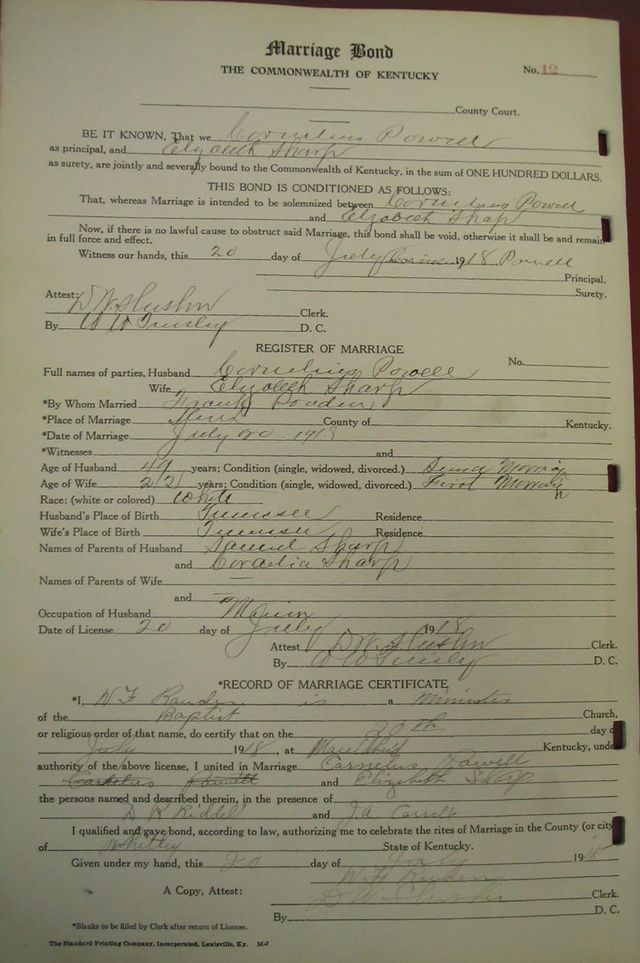 Marriage Bond
THE COMMONWEALTH OF KENTUCKY
No. 12
County Court.
BE IT KNOWN, That we Cornelius Powell
as principal, and Elzobeth Sharp
as surety, are jointly and severally bound to the Commonwealth of Kentucky, in the sum of ONE HUNDRED DOLLARS.
THIS BOND IS CONDITIONED AS FOLLOWS:
That, whereas Marriage is intended to be solemnized between Cornelius Powell
and Elzobeth Sharp
Now, if there is no lawful cause to obstruct said Marriage, this bond shall be void, otherwise it shall be and remain
in full force and effect.
Witness our hands, this 20 day of July 1918 Powell
Principal.
Surety.
Attest:
Clerk.
By D. C.
REGISTER OF MARRIAGE
No.
Full names of parties, Husband Cornelius Powell
Wife Elzobeth Sharp
*By Whom Married Frank
*Place of Marriage County of Kentucky.
*Date of Marriage July 20 1918
*Witnesses and
Age of Husband 49 years; Condition (single, widowed, divorced.)
Age of Wife 22 years; Condition (single, widowed, divorced.) First
Race: (white or colored) White
Husband's Place of Birth Residence
Wife's Place of Birth Residence
Names of Parents of Husband Samuel Sharp
and Cordelia Sharp
Names of Parents of Wife
and
Occupation of Husband
Date of License 20 day of July 1918
Attest Clerk.
By D. C.
*RECORD OF MARRIAGE CERTIFICATE
*I, is a
of the Baptist Church,
or religious order of that name, do certify that on the 20th day of
July 1918, at Kentucky, under
authority of the above license, I united in Marriage Cornelius Powell
and Elizibeth Sharp
the persons named and described therein, in the presence of
D R Riddel and J.A.
I qualified and gave bond, according to law, authorizing me to celebrate the rites of Marriage in the County (or city)
of Whitley State of Kentucky.
Given under my hand, this 20 day of July 1918
A Copy, Attest: Clerk.
By D. C.
*Blanks to be filled by Clerk after return of License.
The Standard Printing Company, Incorporated, Louisville, Ky. M-7